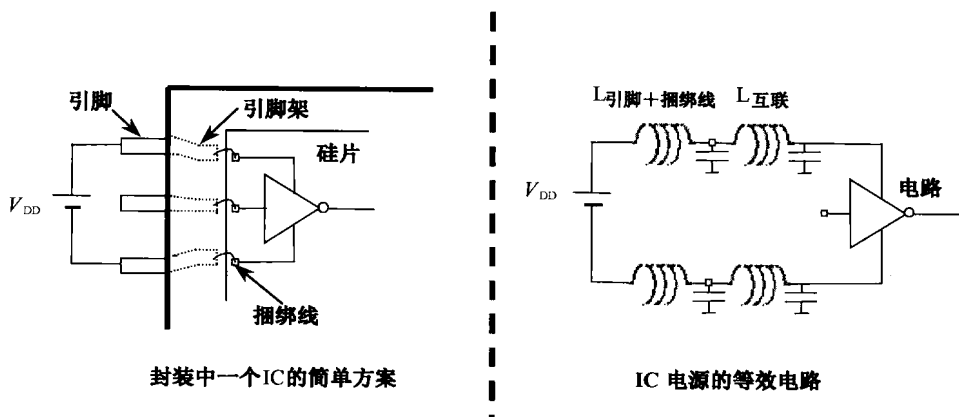 引脚
引脚架
硅片
V_DD
捆绑线
封装中一个IC的简单方案
L引脚+捆绑线
L互联
V_DD
电路
IC 电源的等效电路